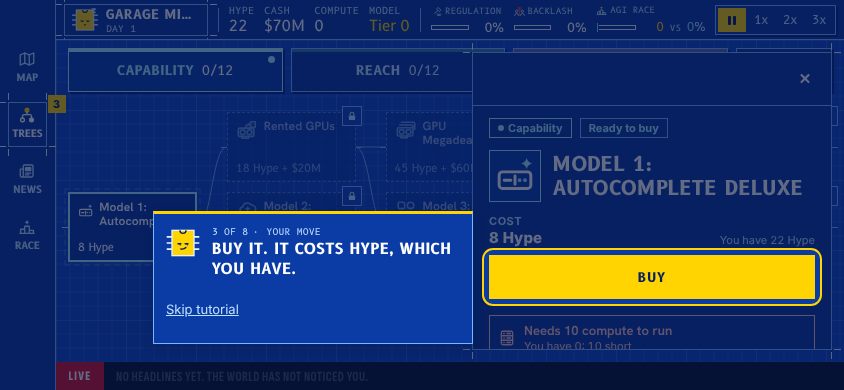 GARAGE MI…
DAY 1
HYPE
22
CASH
$70M
COMPUTE
0
MODEL
Tier 0
REGULATION
0%
BACKLASH
0%
AGI RACE
0 VS 0%
1x
2x
3x
MAP
TREES
3
NEWS
RACE
CAPABILITY 0/12
REACH 0/12
Rented GPUs
18 Hype + $20M
GPU
Megadea
45 Hype + $60
Model 1:
Autocomp
8 Hype
Model 2:
Model 3:
3 OF 8 · YOUR MOVE
BUY IT. IT COSTS HYPE, WHICH
YOU HAVE.
Skip tutorial
×
Capability
Ready to buy
MODEL 1:
AUTOCOMPLETE DELUXE
COST
8 Hype
You have 22 Hype
BUY
Needs 10 compute to run
You have 0; 10 short
LIVE
NO HEADLINES YET. THE WORLD HAS NOT NOTICED YOU.